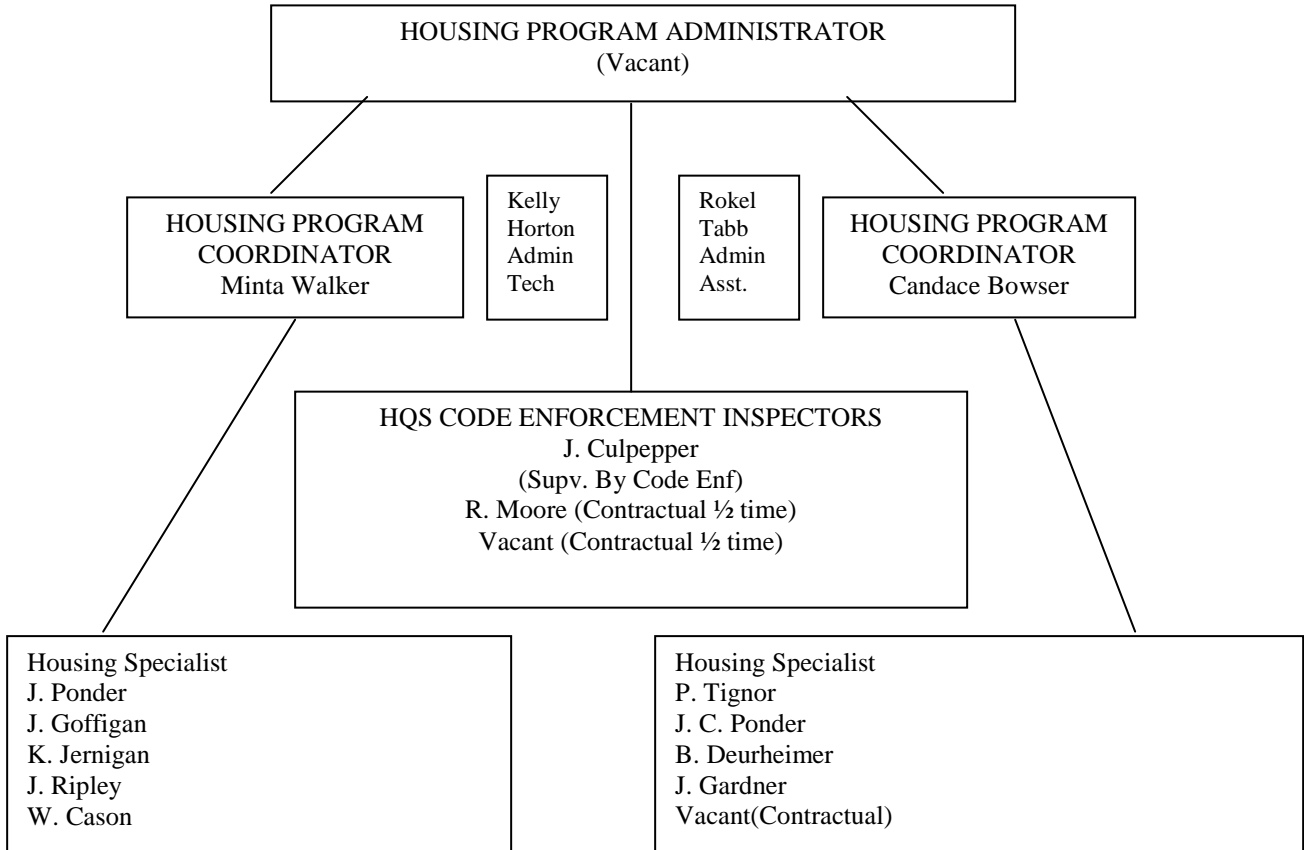 HOUSING PROGRAM ADMINISTRATOR
(Vacant)
HOUSING PROGRAM
COORDINATOR
Minta Walker
Kelly
Horton
Admin
Tech
Rokel
Tabb
Admin
Asst.
HOUSING PROGRAM
COORDINATOR
Candace Bowser
HQS CODE ENFORCEMENT INSPECTORS
J. Culpepper
(Supv. By Code Enf)
R. Moore (Contractual ½ time)
Vacant (Contractual ½ time)
Housing Specialist
J. Ponder
J. Goffigan
K. Jernigan
J. Ripley
W. Cason
Housing Specialist
P. Tignor
J. C. Ponder
B. Deurheimer
J. Gardner
Vacant(Contractual)